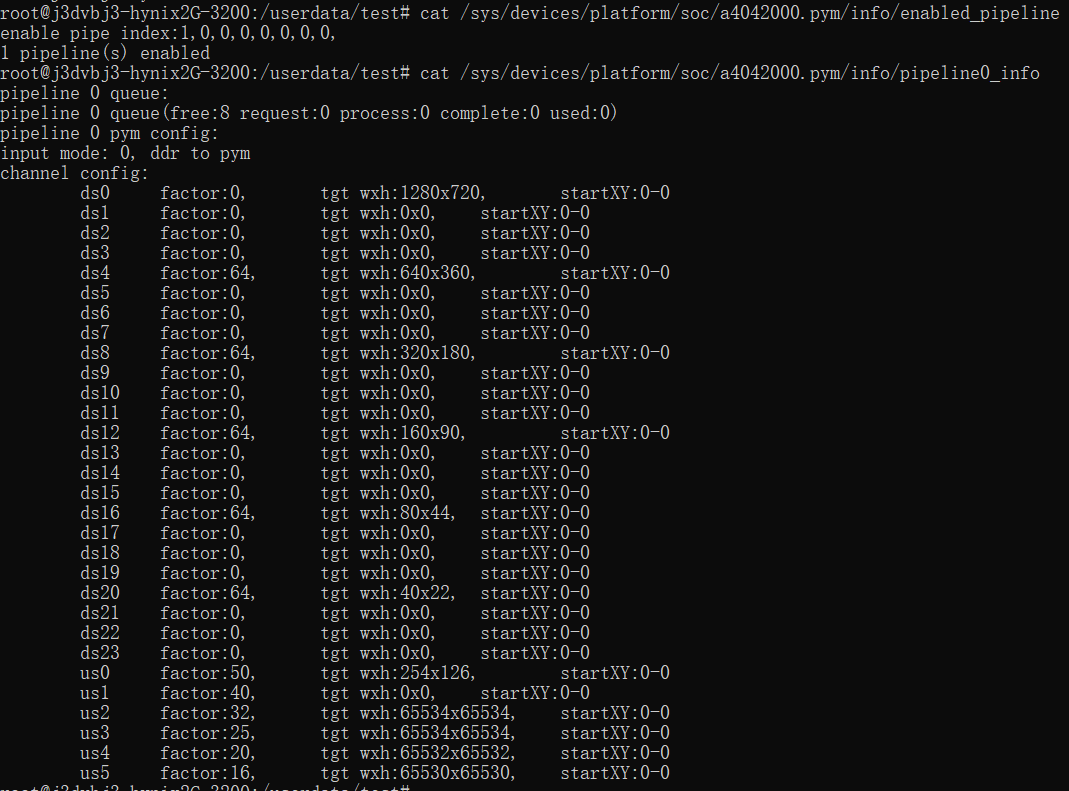 root@j3dvbj3-hynix2G-3200:/userdata/test# cat /sys/devices/platform/soc/a4042000.pym/info/enabled_pipeline
enable pipe index:1,0,0,0,0,0,0,0,
1 pipeline(s) enabled
root@j3dvbj3-hynix2G-3200:/userdata/test# cat /sys/devices/platform/soc/a4042000.pym/info/pipeline0_info
pipeline 0 queue:
pipeline 0 queue(free:8 request:0 process:0 complete:0 used:0)
pipeline 0 pym config:
input mode: 0, ddr to pym
channel config:
ds0 factor:0, tgt wxh:1280x720, startXY:0-0
ds1 factor:0, tgt wxh:0x0, startXY:0-0
ds2 factor:0, tgt wxh:0x0, startXY:0-0
ds3 factor:0, tgt wxh:0x0, startXY:0-0
ds4 factor:64, tgt wxh:640x360, startXY:0-0
ds5 factor:0, tgt wxh:0x0, startXY:0-0
ds6 factor:0, tgt wxh:0x0, startXY:0-0
ds7 factor:0, tgt wxh:0x0, startXY:0-0
ds8 factor:64, tgt wxh:320x180, startXY:0-0
ds9 factor:0, tgt wxh:0x0, startXY:0-0
ds10 factor:0, tgt wxh:0x0, startXY:0-0
ds11 factor:0, tgt wxh:0x0, startXY:0-0
ds12 factor:64, tgt wxh:160x90, startXY:0-0
ds13 factor:0, tgt wxh:0x0, startXY:0-0
ds14 factor:0, tgt wxh:0x0, startXY:0-0
ds15 factor:0, tgt wxh:0x0, startXY:0-0
ds16 factor:64, tgt wxh:80x44, startXY:0-0
ds17 factor:0, tgt wxh:0x0, startXY:0-0
ds18 factor:0, tgt wxh:0x0, startXY:0-0
ds19 factor:0, tgt wxh:0x0, startXY:0-0
ds20 factor:64, tgt wxh:40x22, startXY:0-0
ds21 factor:0, tgt wxh:0x0, startXY:0-0
ds22 factor:0, tgt wxh:0x0, startXY:0-0
ds23 factor:0, tgt wxh:0x0, startXY:0-0
us0 factor:50, tgt wxh:254x126, startXY:0-0
us1 factor:40, tgt wxh:0x0, startXY:0-0
us2 factor:32, tgt wxh:65534x65534, startXY:0-0
us3 factor:25, tgt wxh:65534x65534, startXY:0-0
us4 factor:20, tgt wxh:65532x65532, startXY:0-0
us5 factor:16, tgt wxh:65530x65530, startXY:0-0
root@j3dvbj3-hynix2G-3200:/userdata/test#